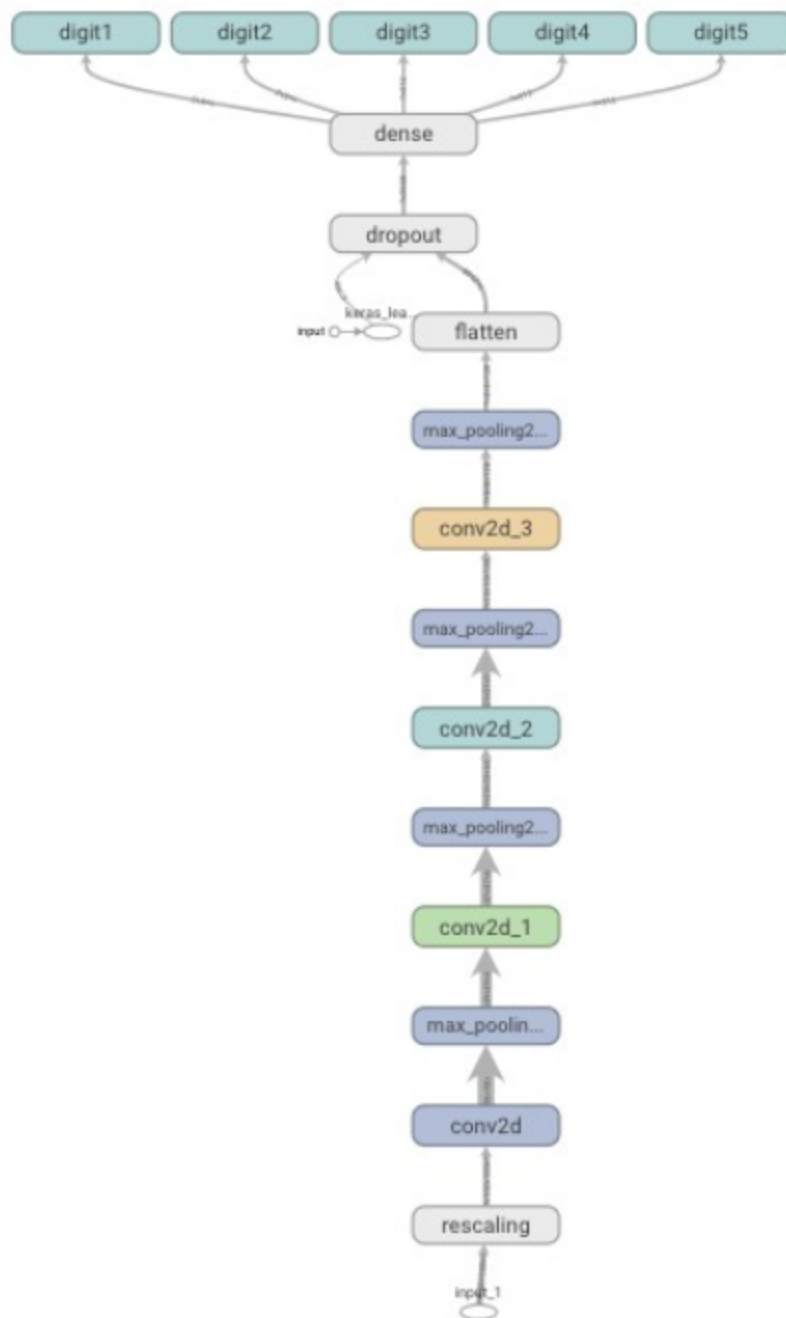 digit1 digit2 digit3 digit4 digit5
dense
dropout
keras_lea...
input
flatten
max_pooling2...
conv2d_3
max_pooling2...
conv2d_2
max_pooling2...
conv2d_1
max_poolin...
conv2d
rescaling
input_1